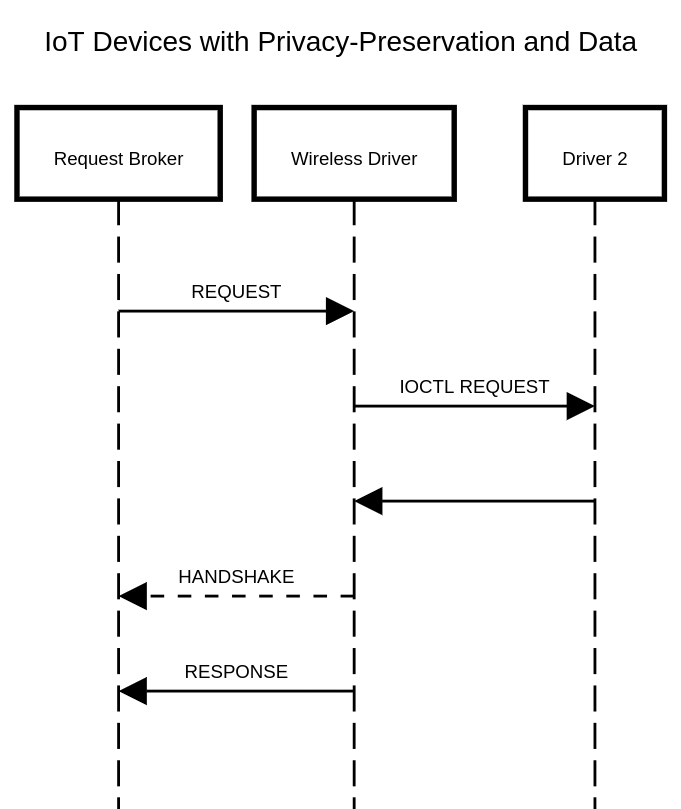 IoT Devices with Privacy-Preservation and Data
Request Broker
Wireless Driver
Driver 2
REQUEST
IOCTL REQUEST
HANDSHAKE
RESPONSE